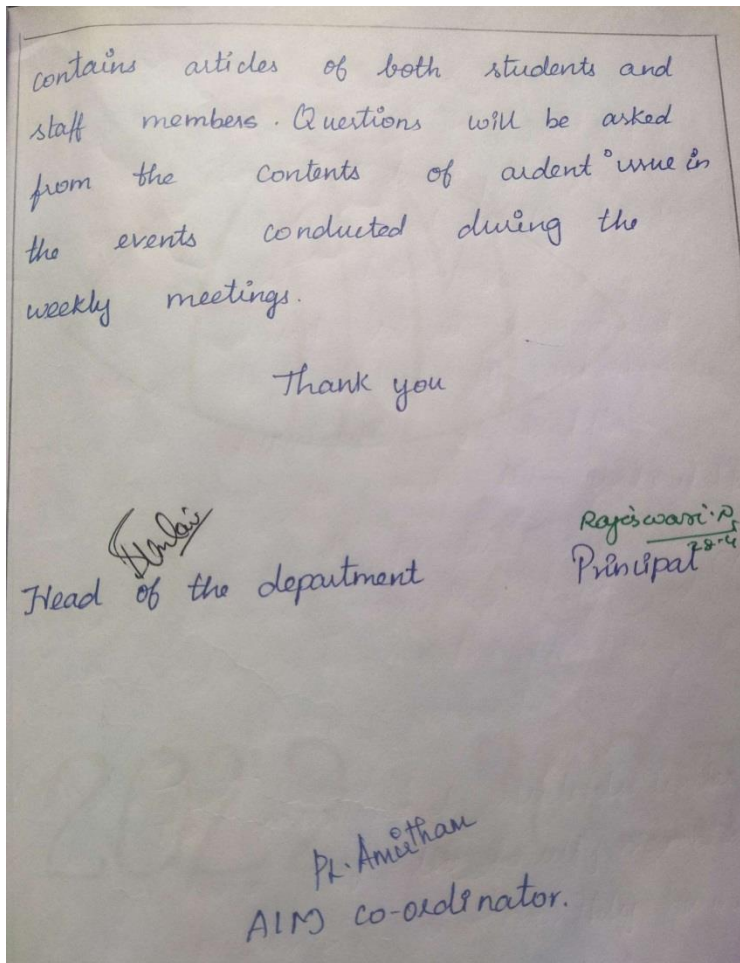 contains articles of both students and
staff members. Questions will be asked
from the contents of ardent issue in
the events conducted during the
weekly meetings.
Thank you
Rajeswari.
Head of the department
Principal
Amirtham
AIM co-ordinator.